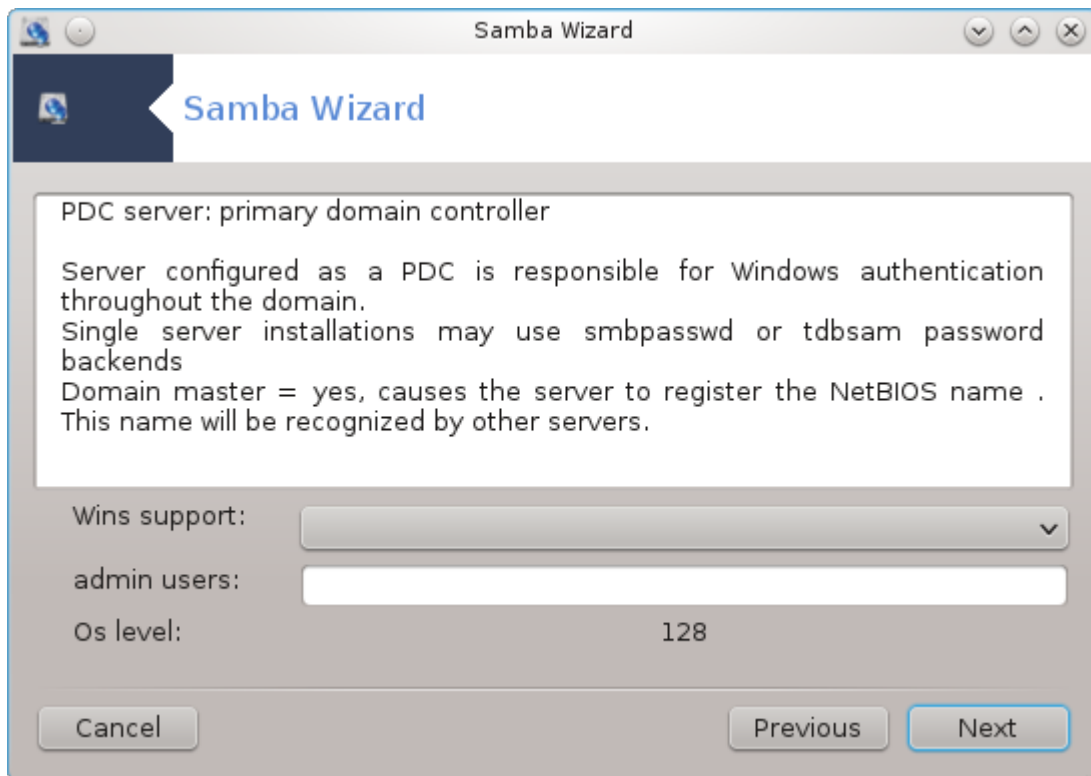 Samba Wizard
Samba Wizard
PDC server: primary domain controller
Server configured as a PDC is responsible for Windows authentication
throughout the domain.
Single server installations may use smbpasswd or tdbsam password
backends
Domain master = yes, causes the server to register the NetBIOS name .
This name will be recognized by other servers.
Wins support:
admin users:
Os level: 128
Cancel Previous Next